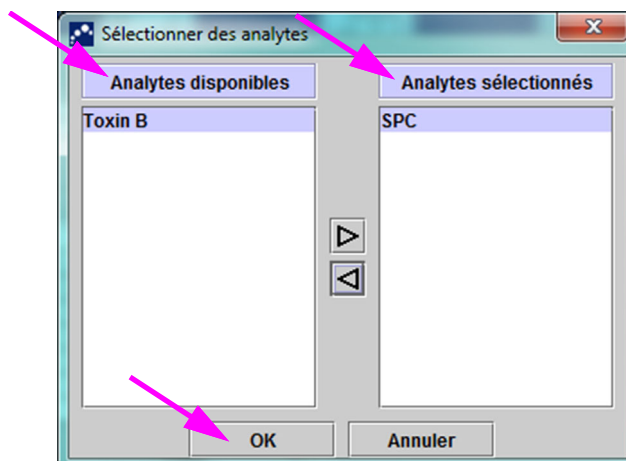 Sélectionner des analytes
Analytes disponibles
Analytes sélectionnés
Toxin B
SPC
OK
Annuler